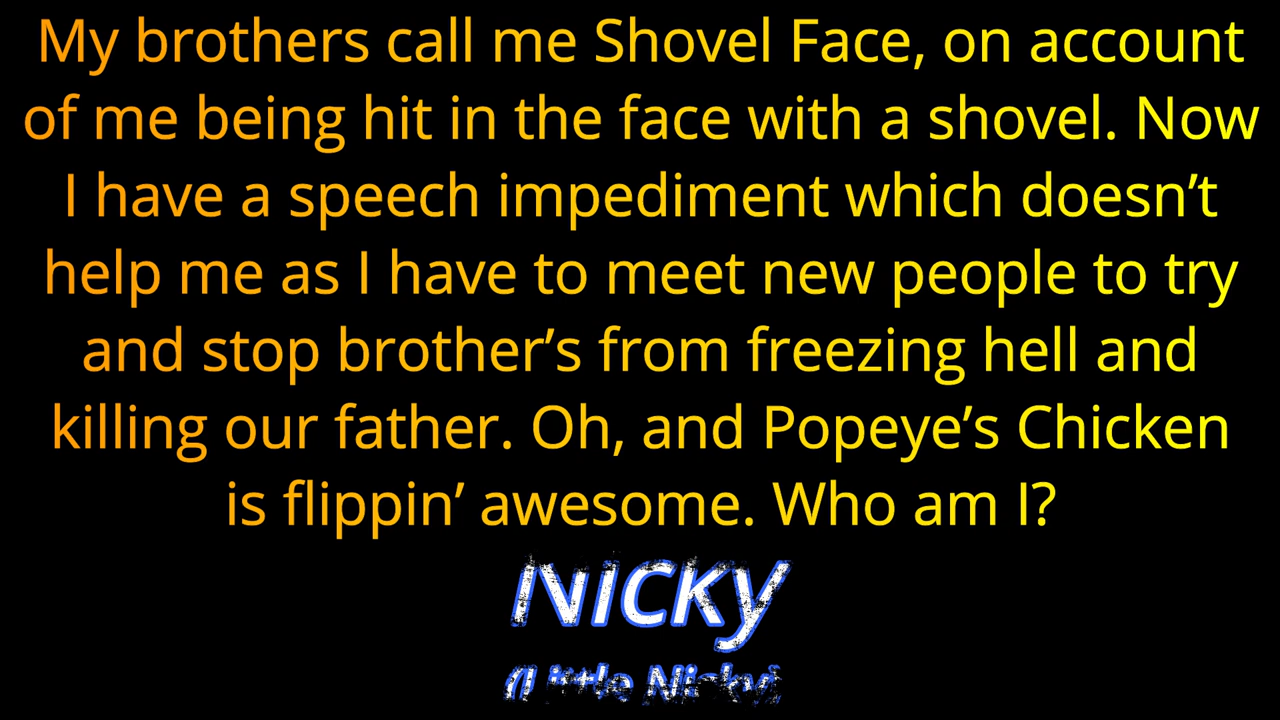 My brothers call me Shovel Face, on account
of me being hit in the face with a shovel. Now
I have a speech impediment which doesn’t
help me as I have to meet new people to try
and stop brother’s from freezing hell and
killing our father. Oh, and Popeye’s Chicken
is flippin’ awesome. Who am I?
Nicky
(Little Nicky)